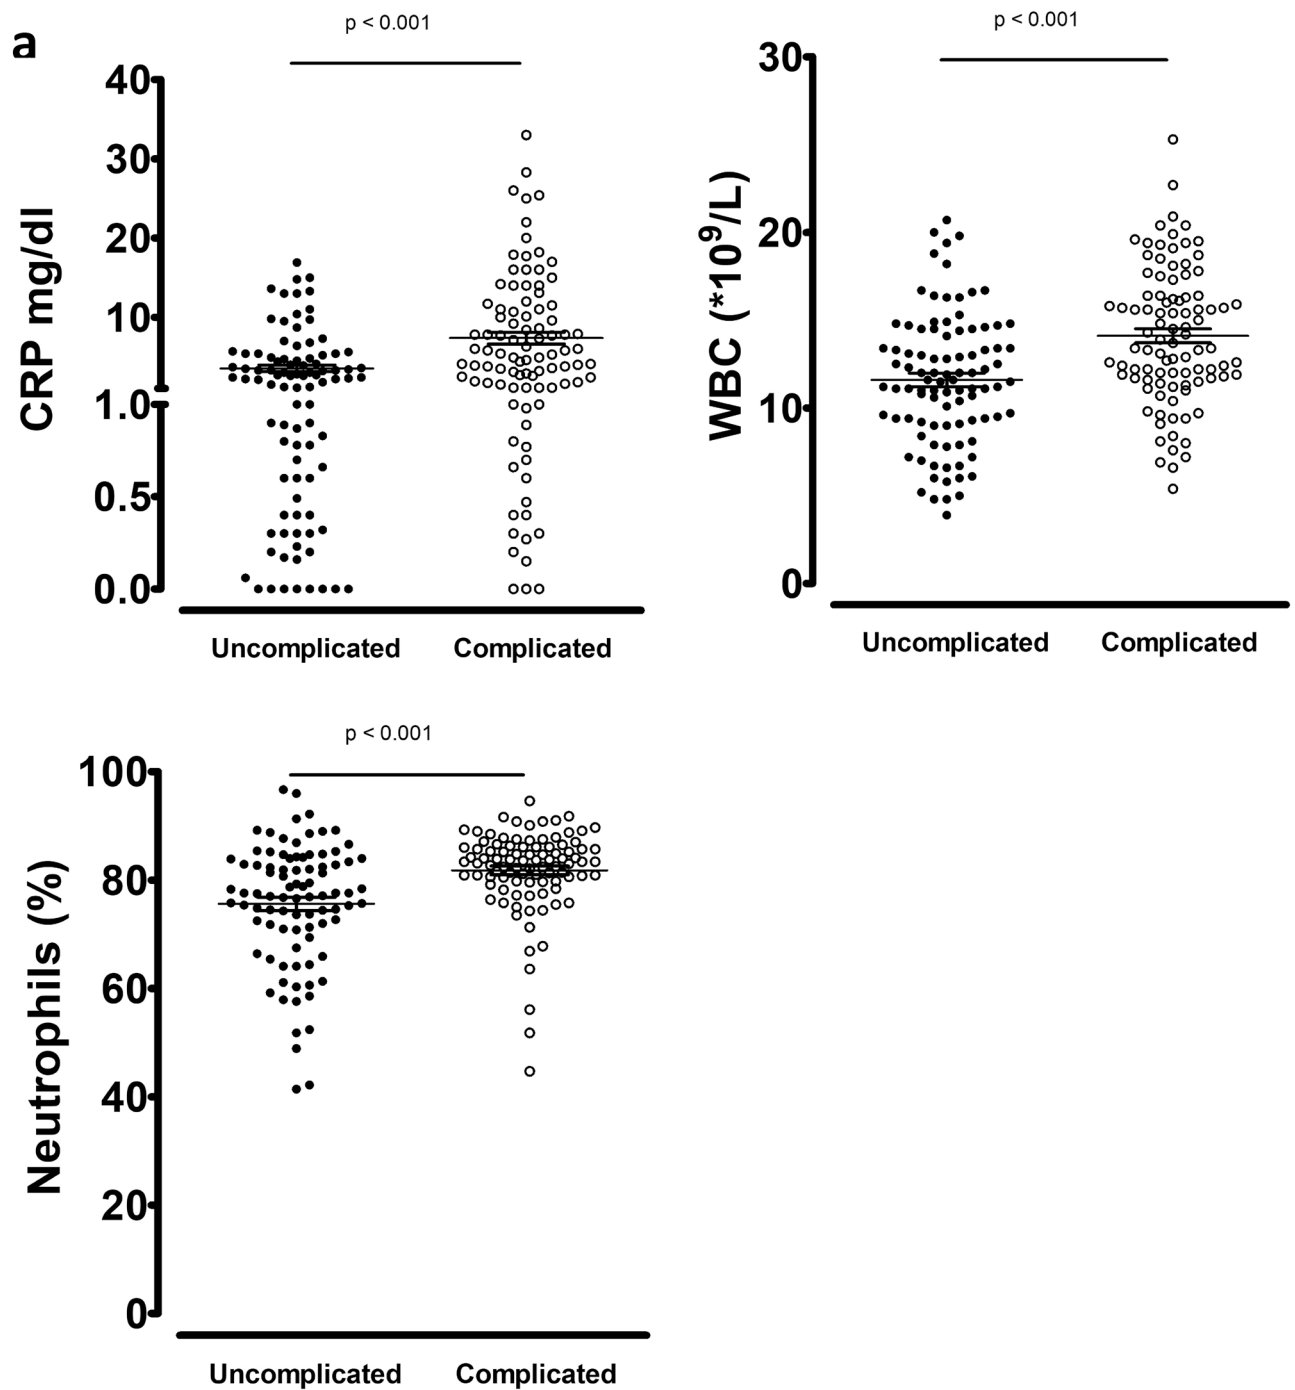 a
p < 0.001
CRP mg/dl
40
30
20
10
1.0
0.5
0.0
Uncomplicated
Complicated
p < 0.001
WBC (*10⁹/L)
30
20
10
0
Uncomplicated
Complicated
p < 0.001
Neutrophils (%)
100
80
60
40
20
0
Uncomplicated
Complicated